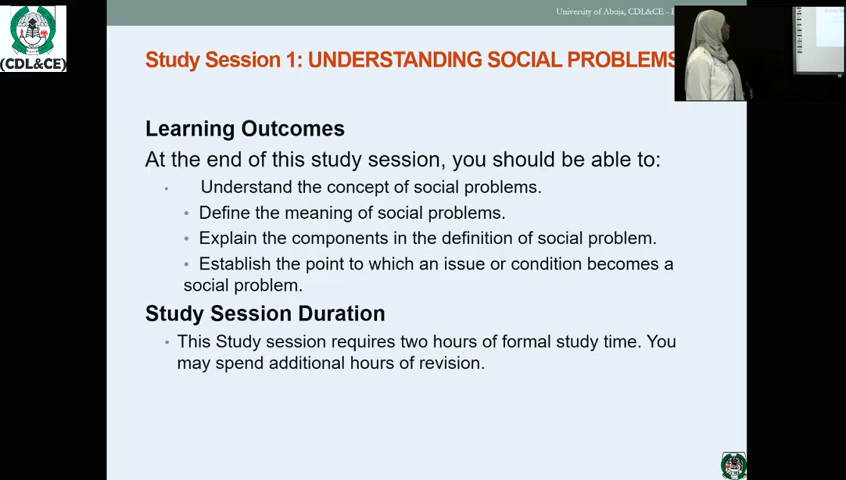 University of Abuja, CDL&CE -
(CDL&CE)
Study Session 1: UNDERSTANDING SOCIAL PROBLEMS
Learning Outcomes
At the end of this study session, you should be able to:
• Understand the concept of social problems.
• Define the meaning of social problems.
• Explain the components in the definition of social problem.
• Establish the point to which an issue or condition becomes a
social problem.
Study Session Duration
• This Study session requires two hours of formal study time. You
may spend additional hours of revision.